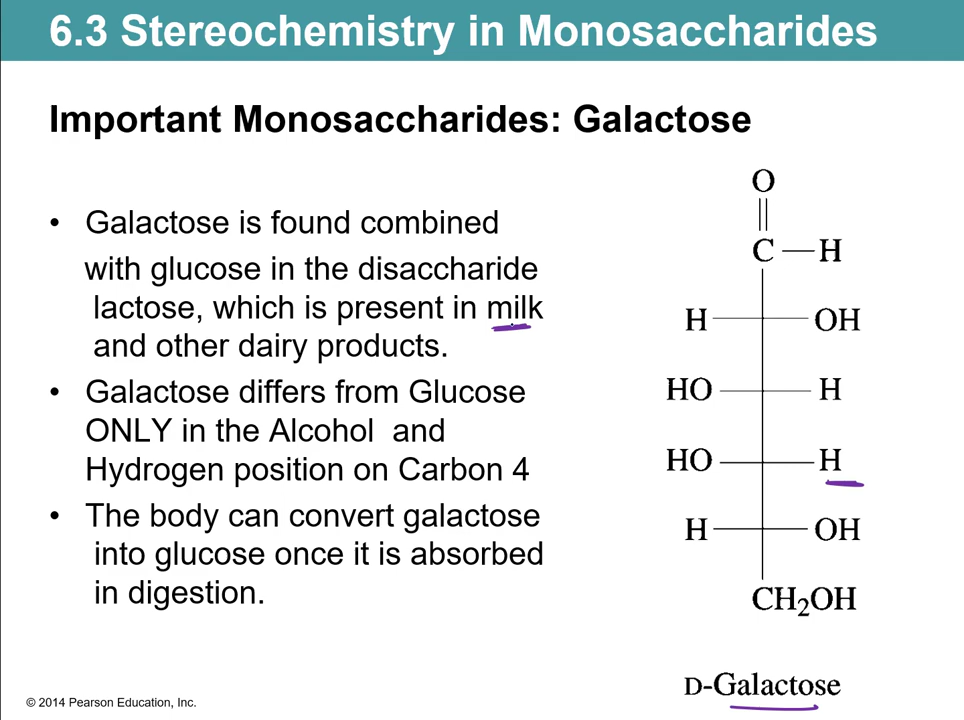 6.3 Stereochemistry in Monosaccharides
Important Monosaccharides: Galactose
• Galactose is found combined
with glucose in the disaccharide
lactose, which is present in milk
and other dairy products.
• Galactose differs from Glucose
ONLY in the Alcohol and
Hydrogen position on Carbon 4
• The body can convert galactose
into glucose once it is absorbed
in digestion.
O
C — H
H OH
HO H
HO H
H OH
CH₂OH
D-Galactose
© 2014 Pearson Education, Inc.